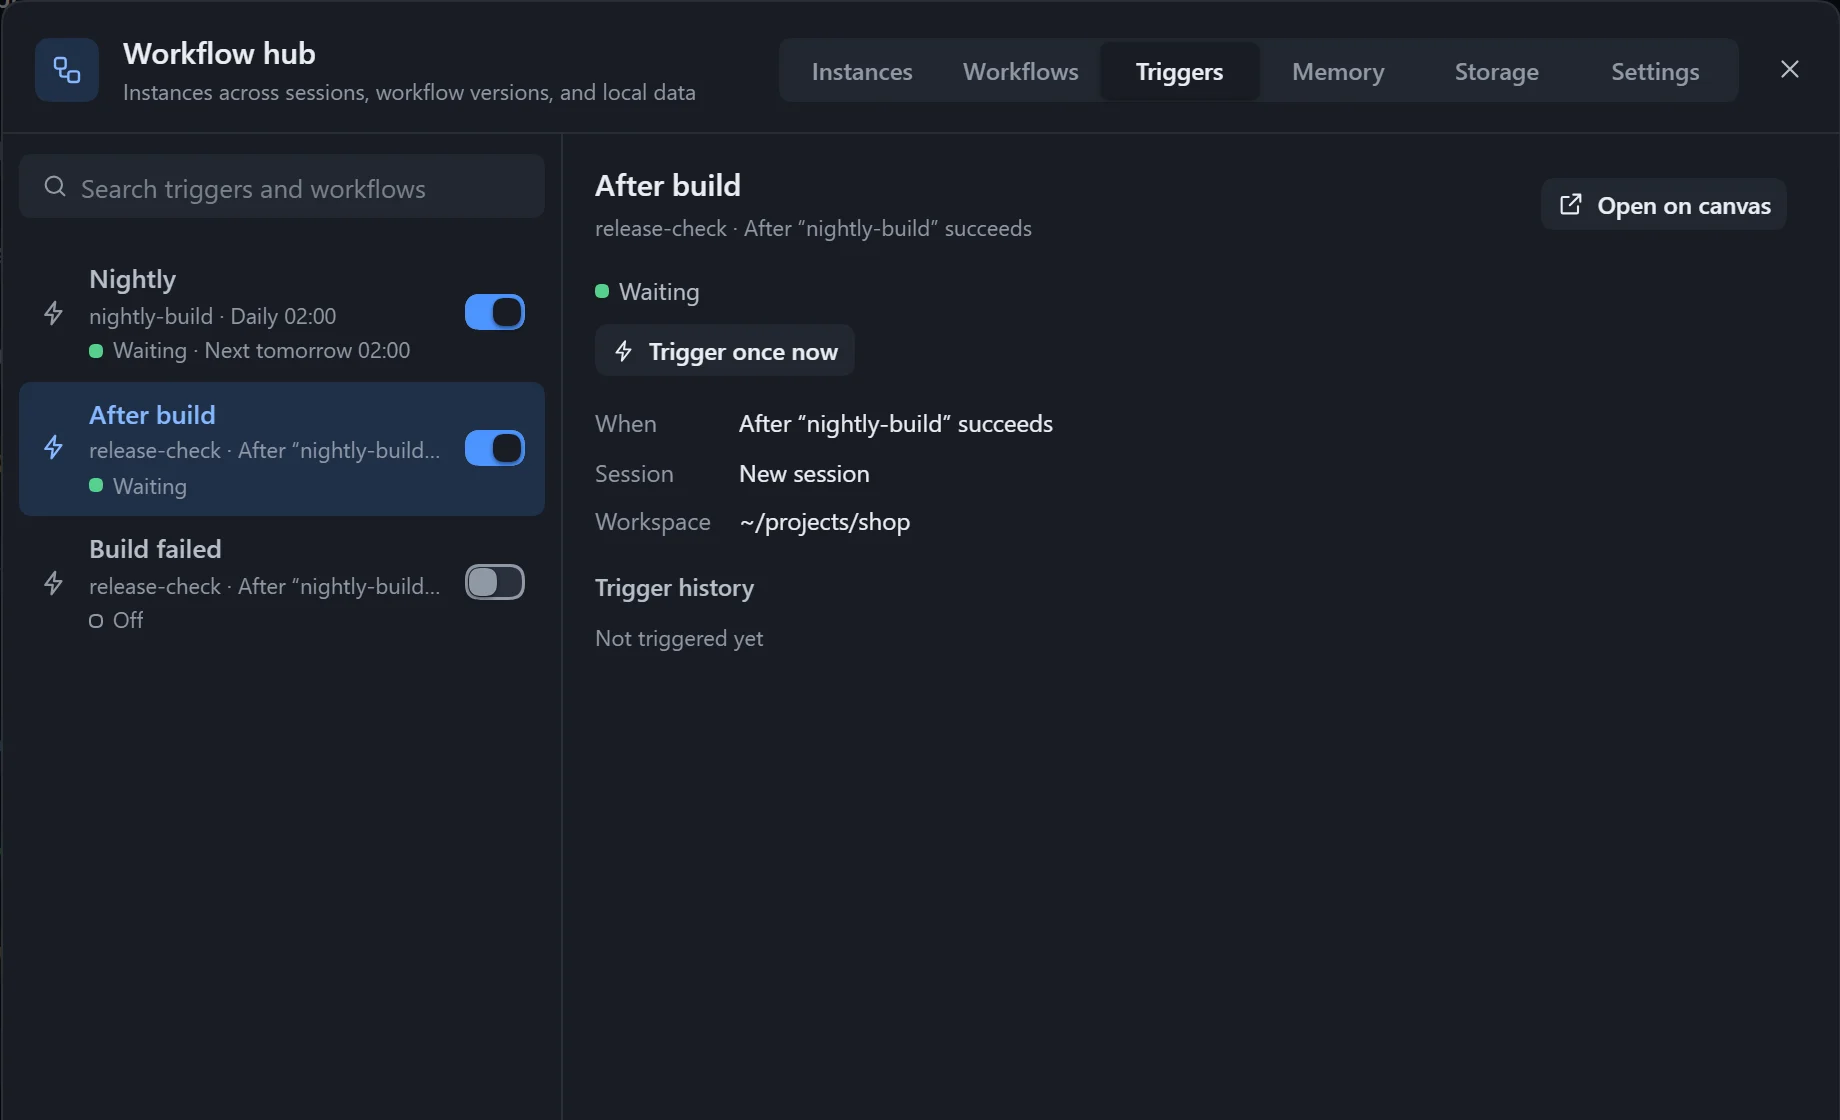 Workflow hub
Instances across sessions, workflow versions, and local data
Instances
Workflows
Triggers
Memory
Storage
Settings
Search triggers and workflows
Nightly
nightly-build · Daily 02:00
Waiting · Next tomorrow 02:00
After build
release-check · After “nightly-build...
Waiting
Build failed
release-check · After “nightly-build...
Off
After build
release-check · After “nightly-build” succeeds
Open on canvas
Waiting
Trigger once now
When After “nightly-build” succeeds
Session New session
Workspace ~/projects/shop
Trigger history
Not triggered yet